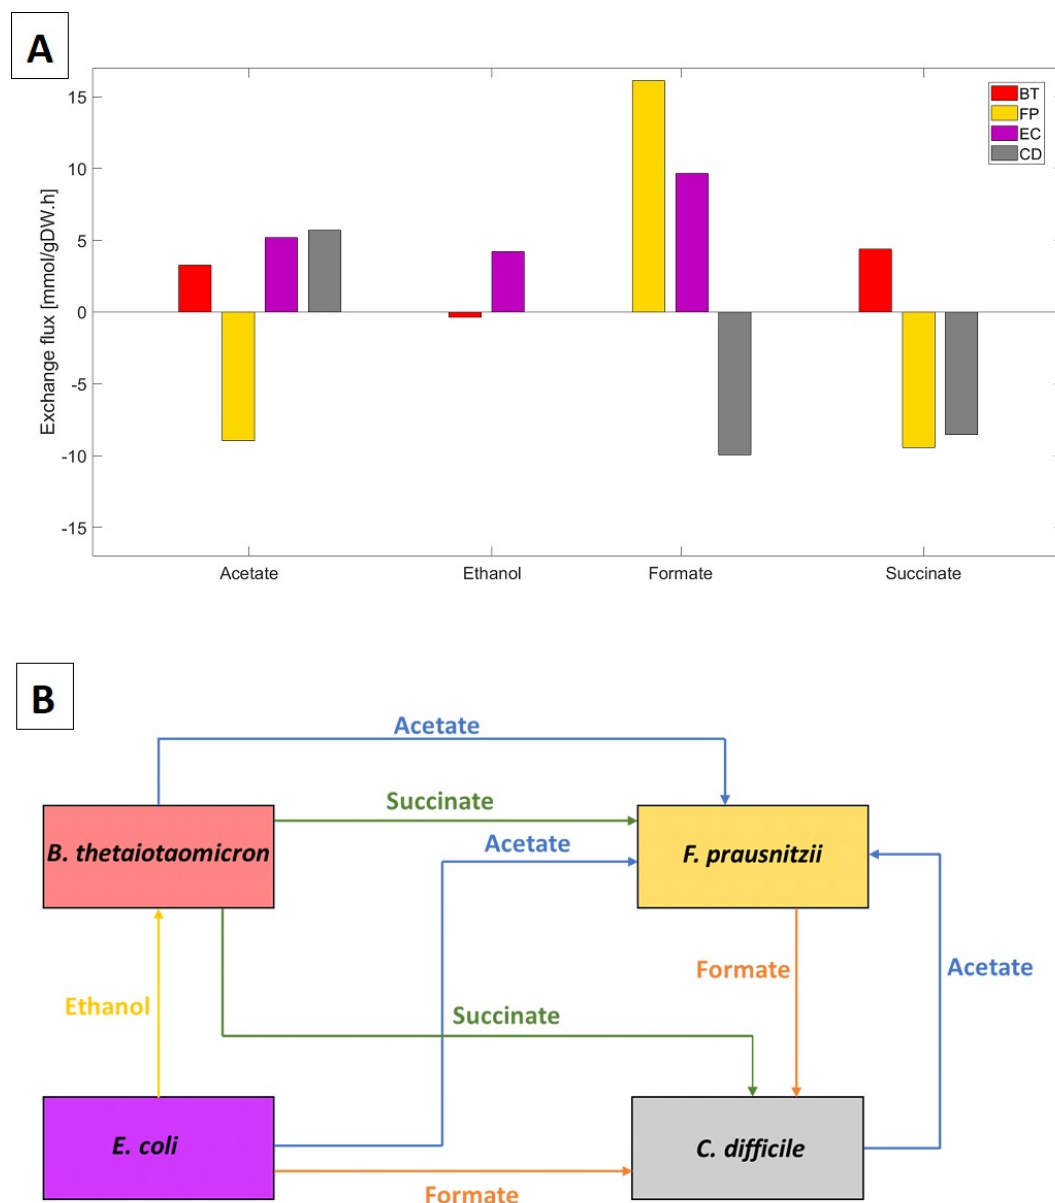 A
Exchange flux [mmol/gDW.h]
15
10
5
0
-5
-10
-15
BT
FP
EC
CD
Acetate Ethanol Formate Succinate
B
Acetate
Succinate
Acetate
B. thetaiotaomicron
F. prausnitzii
Formate
Acetate
Ethanol
Succinate
E. coli
C. difficile
Formate